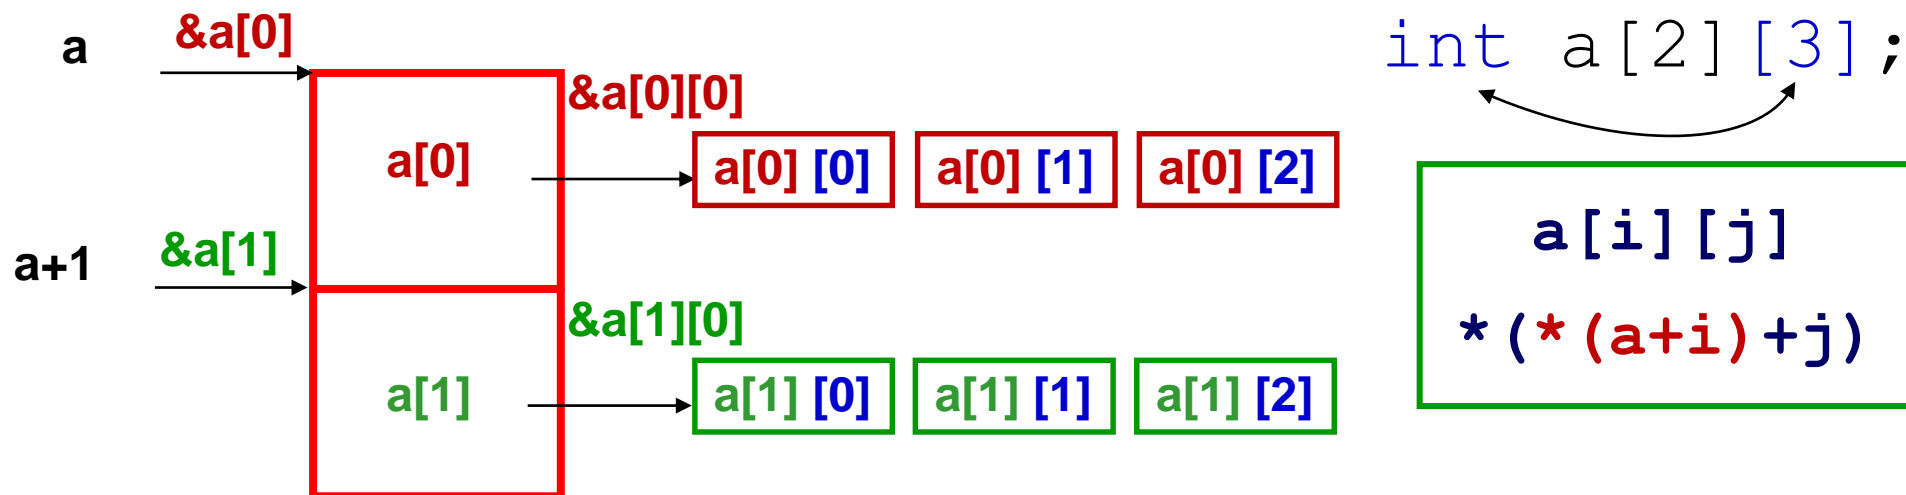 a
&a[0]
int a[2][3];
&a[0][0]
a[0]
a[0] [0]
a[0] [1]
a[0] [2]
a+1
&a[1]
a[i][j]
*(*(a+i)+j)
&a[1][0]
a[1]
a[1] [0]
a[1] [1]
a[1] [2]